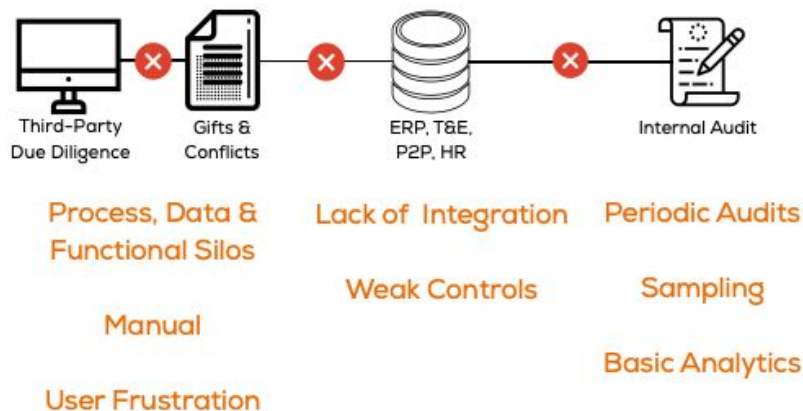 Third-Party
Due Diligence
Gifts &
Conflicts
ERP, T&E,
P2P, HR
Internal Audit
Process, Data &
Functional Silos
Manual
User Frustration
Lack of Integration
Weak Controls
Periodic Audits
Sampling
Basic Analytics